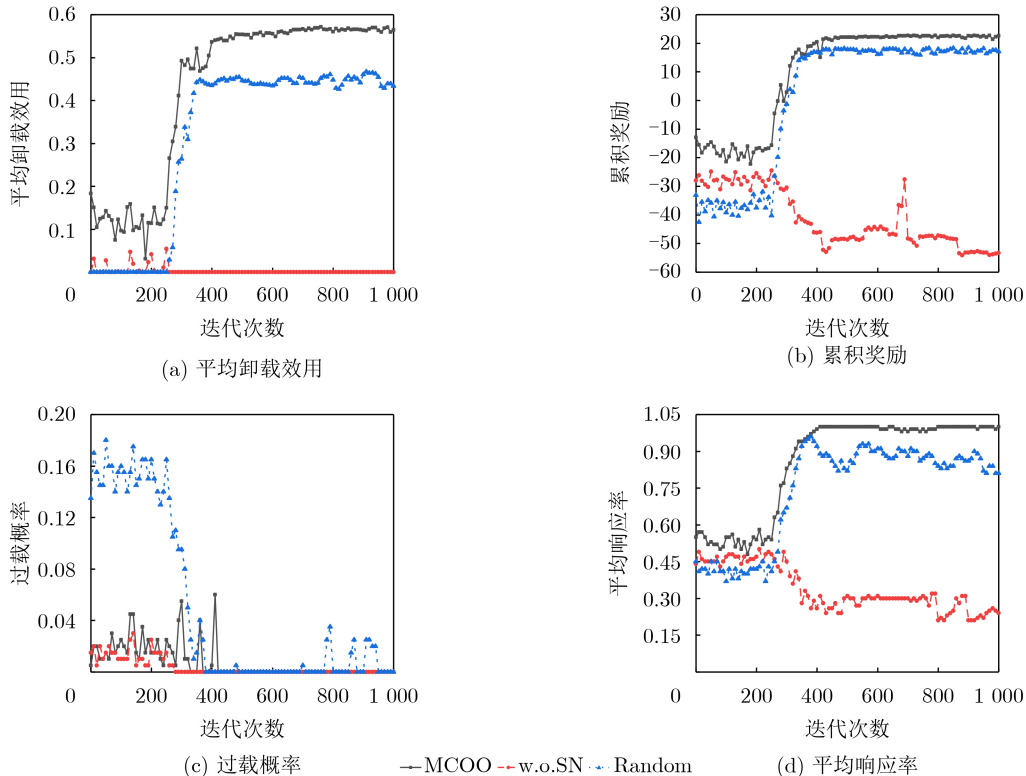 0.6
0.5
0.4
0.3
0.2
0.1
平均卸载效用
0 200 400 600 800 1 000
迭代次数
(a) 平均卸载效用
30
20
10
0
−10
−20
−30
−40
−50
−60
累积奖励
0 200 400 600 800 1 000
迭代次数
(b) 累积奖励
0.20
0.16
0.12
0.08
0.04
过载概率
0 200 400 600 800 1 000
迭代次数
(c) 过载概率
1.05
0.90
0.75
0.60
0.45
0.30
0.15
平均响应率
0 200 400 600 800 1 000
迭代次数
(d) 平均响应率
MCOO w.o.SN Random